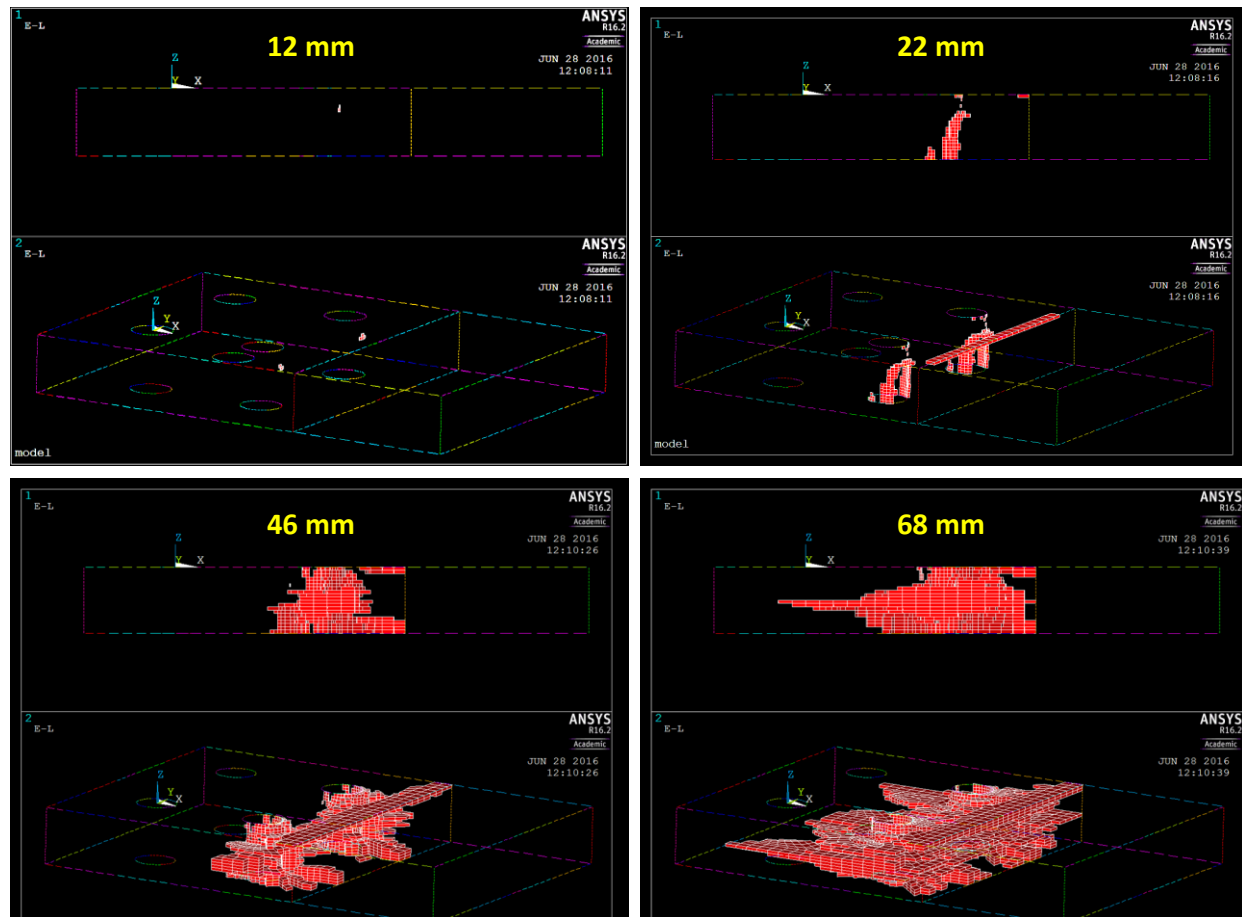 1
E-L
12 mm
ANSYS
R16.2
Academic
JUN 28 2016
12:08:11
Z
Y X
2
E-L
ANSYS
R16.2
Academic
JUN 28 2016
12:08:11
Z
Y
X
model
1
E-L
22 mm
ANSYS
R16.2
Academic
JUN 28 2016
12:08:16
Z
Y X
2
E-L
ANSYS
R16.2
Academic
JUN 28 2016
12:08:16
Z
Y
X
model
1
E-L
46 mm
ANSYS
R16.2
Academic
JUN 28 2016
12:10:26
Z
Y X
2
E-L
ANSYS
R16.2
Academic
JUN 28 2016
12:10:26
Z
Y
X
1
E-L
68 mm
ANSYS
R16.2
Academic
JUN 28 2016
12:10:39
Z
Y X
2
E-L
ANSYS
R16.2
Academic
JUN 28 2016
12:10:39
Z
Y
X